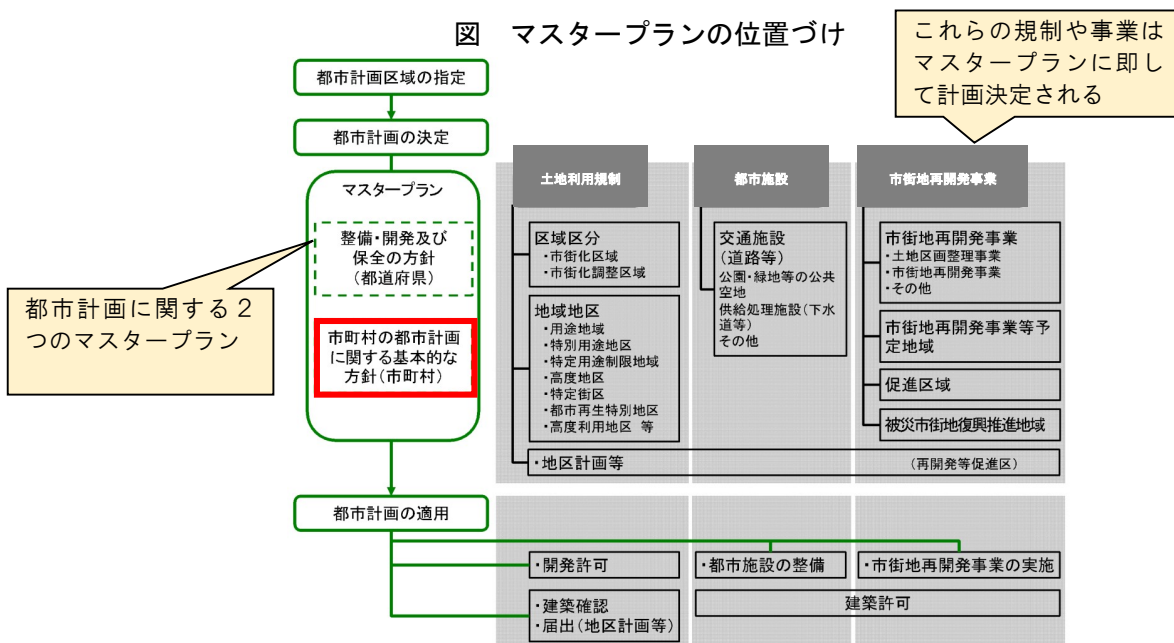 図 マスタープランの位置づけ
これらの規制や事業は
マスタープランに即し
て計画決定される
都市計画区域の指定
都市計画の決定
マスタープラン
整備・開発及び
保全の方針
(都道府県)
市町村の都市計画
に関する基本的な
方針(市町村)
都市計画に関する2
つのマスタープラン
土地利用規制
区域区分
・市街化区域
・市街化調整区域
地域地区
・用途地域
・特別用途地区
・特定用途制限地域
・高度地区
・特定街区
・都市再生特別地区
・高度利用地区 等
都市施設
交通施設
(道路等)
公園・緑地等の公共
空地
供給処理施設(下水
道等)
その他
市街地再開発事業
市街地再開発事業
・土地区画整理事業
・市街地再開発事業
・その他
市街地再開発事業等予
定地域
促進区域
被災市街地復興推進地域
・地区計画等
(再開発等促進区)
都市計画の適用
・開発許可
・都市施設の整備
・市街地再開発事業の実施
・建築確認
・届出(地区計画等)
建築許可